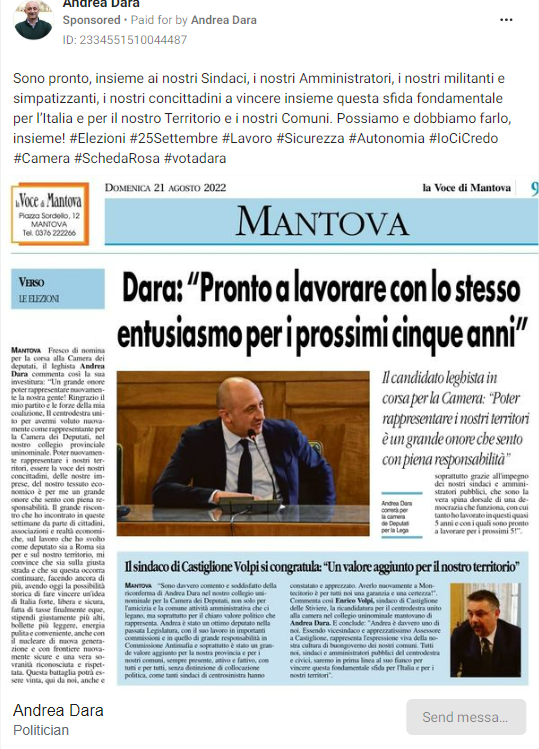 Andrea Dara
Sponsored • Paid for by Andrea Dara
ID: 2334551510044487
Sono pronto, insieme ai nostri Sindaci, i nostri Amministratori, i nostri militanti e
simpatizzanti, i nostri concittadini a vincere insieme questa sfida fondamentale
per l'Italia e per il nostro Territorio e i nostri Comuni. Possiamo e dobbiamo farlo,
insieme! #Elezioni #25Settembre #Lavoro #Sicurezza #Autonomia #IoCiCredo
#Camera #SchedaRosa #votadara
la Voce di Mantova
Piazza Sordello, 12
MANTOVA
Tel. 0376 222266
DOMENICA 21 AGOSTO 2022
la Voce di Mantova
9
MANTOVA
VERSO
LE ELEZIONI
Dara: “Pronto a lavorare con lo stesso
entusiasmo per i prossimi cinque anni”
MANTOVA Fresco di nomina
per la corsa alla Camera dei
deputati, il leghista Andrea
Dara commenta così la sua
investitura: “Un grande onore
poter rappresentare nuovamente
la nostra gente! Ringrazio il
mio partito e le forze della mia
coalizione, Il centrodestra unito
per avermi voluto nuovamente
come rappresentante per
la Camera dei Deputati, nel
nostro collegio provinciale
uninominale. Poter nuovamente
rappresentare i nostri territori,
essere la voce dei nostri
concittadini, delle nostre imprese,
del nostro tessuto economico
è per me un grande
onore che sento con piena responsabilità.
Il grande riscontro
che ho incontrato in queste
settimane da parte di cittadini,
associazioni e realtà economiche,
sul lavoro che ho svolto
come deputato sia a Roma sia
per e sul nostro territorio, mi
convince che sia sulla giusta
strada e che su questa occorra
continuare, facendo ancora di
più, avendo oggi la possibilità
storica di fare vincere un'idea
di Italia forte, libera e sicura,
fatta di tasse finalmente eque,
stipendi giustamente più alti,
bollette più leggere, energia
pulita e conveniente, anche con
il nucleare di nuova generazione
e con frontiere nuovamente
sicure e una vera sovranità
riconosciuta e rispettata.
Questa battaglia potrà essere
vinta, qui da noi, anche e
Il candidato leghista in
corsa per la Camera: “Poter
rappresentare i nostri territori
è un grande onore che sento
con piena responsabilità”
Andrea Dara
correrà per
la camera
de Deputati
per la Lega
soprattutto grazie all'impegno
dei nostri sindaci e amministratori
pubblici, che sono la
vera spina dorsale di una democrazia
che funziona, con cui
tanto ho lavorato in questi quasi
5 anni e con i quali sono pronto
a lavorare per i prossimi 5!”.
Il sindaco di Castiglione Volpi si congratula: “Un valore aggiunto per il nostro territorio”
MANTOVA “Sono davvero contento e soddisfatto della
riconferma di Andrea Dara nel nostro collegio uninominale
per la Camera dei Deputati, non solo per
l'amicizia e la comune attività amministrativa che ci
legano, ma soprattutto per il chiaro valore politico che
rappresenta. Andrea è stato un ottimo deputato nella
passata Legislatura, con il suo lavoro in importanti
commissioni e in quello di grande responsabilità in
Commissione Antimafia e soprattutto è stato un grande
valore aggiunto per la nostra provincia e per i
nostri comuni, sempre presente, attivo e fattivo, con
tutti e per tutti, senza distinzione di collocazione
politica, come tanti sindaci di centrosinistra hanno
constatato e apprezzato. Averlo nuovamente a Montecitorio
è per tutti noi una garanzia e una certezza!”.
Commenta così Enrico Volpi, sindaco di Castiglione
delle Stiviere, la ricandidatura per il centrodestra unito
alla camera nel collegio uninominale mantovano di
Andrea Dara. E conclude: "Andrea è davvero uno di
noi. Essendo vicesindaco e apprezzatissimo Assessore
a Castiglione, rappresenta l'espressione viva della nostra
cultura di buongoverno dei nostri comuni. Tutti
noi, sindaci e amministratori pubblici del centrodestra
e civici, saremo in prima linea al suo fianco per
vincere questa fondamentale sfida per l'Italia e per i
nostri territori”.
Andrea Dara
Politician
Send messa...